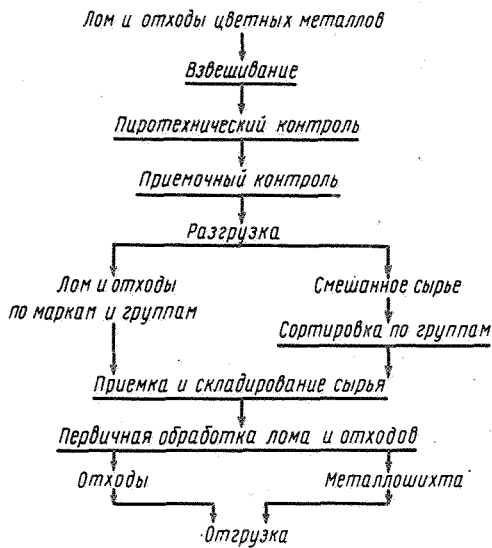 Лом и отходы цветных металлов
Взвешивание
Пиротехнический контроль
Приемочный контроль
Разгрузка
Лом и отходы
по маркам и группам
Смешанное сырье
Сортировка по группам
Приемка и складирование сырья
Первичная обработка лома и отходов
Отходы
Металлошихта
Отгрузка